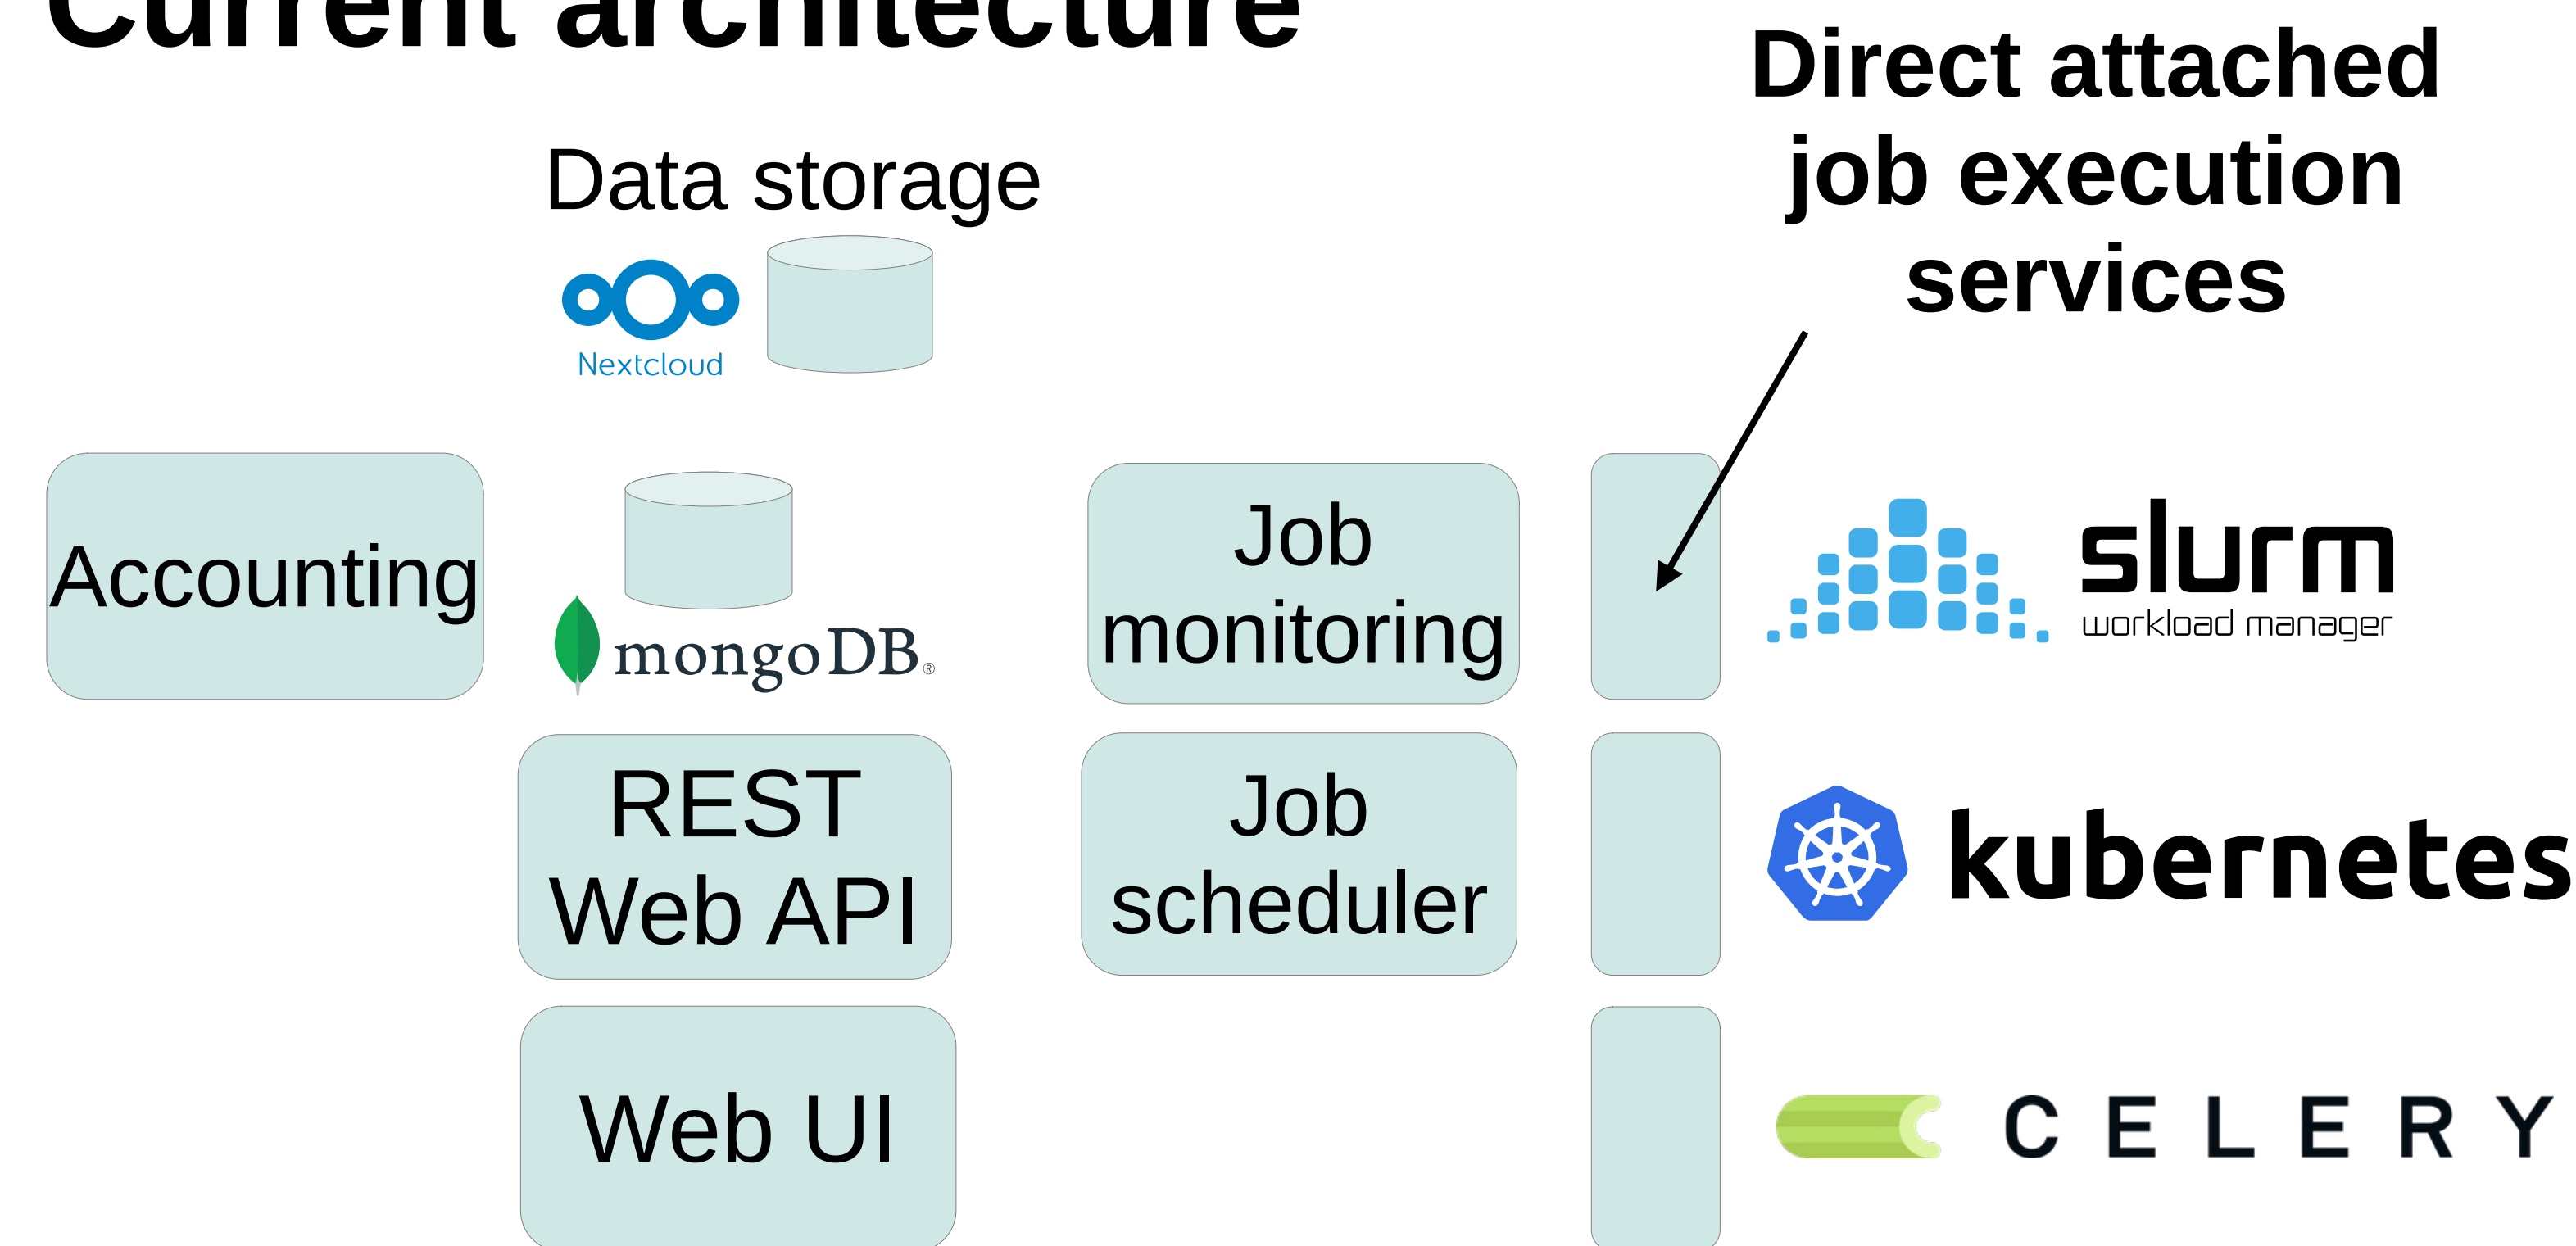 Current architecture
Direct attached
job execution
services
Data storage
Nextcloud
Accounting
mongoDB®
Job
monitoring
slurm
workload manager
REST
Web API
Job
scheduler
kubernetes
Web UI
CELERY